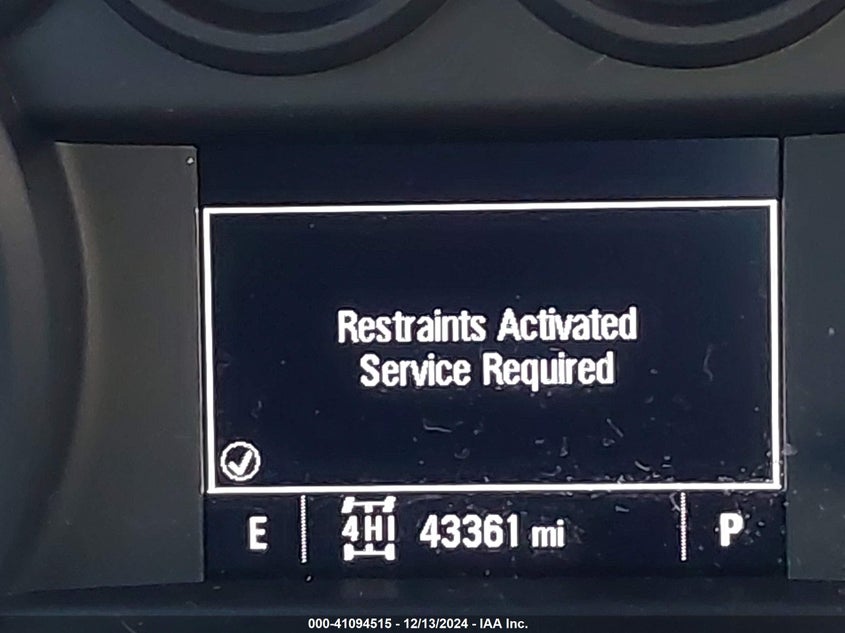 Restraints Activated
Service Required
E 4HI 43361 mi P
000-41094515 - 12/13/2024 - IAA Inc.